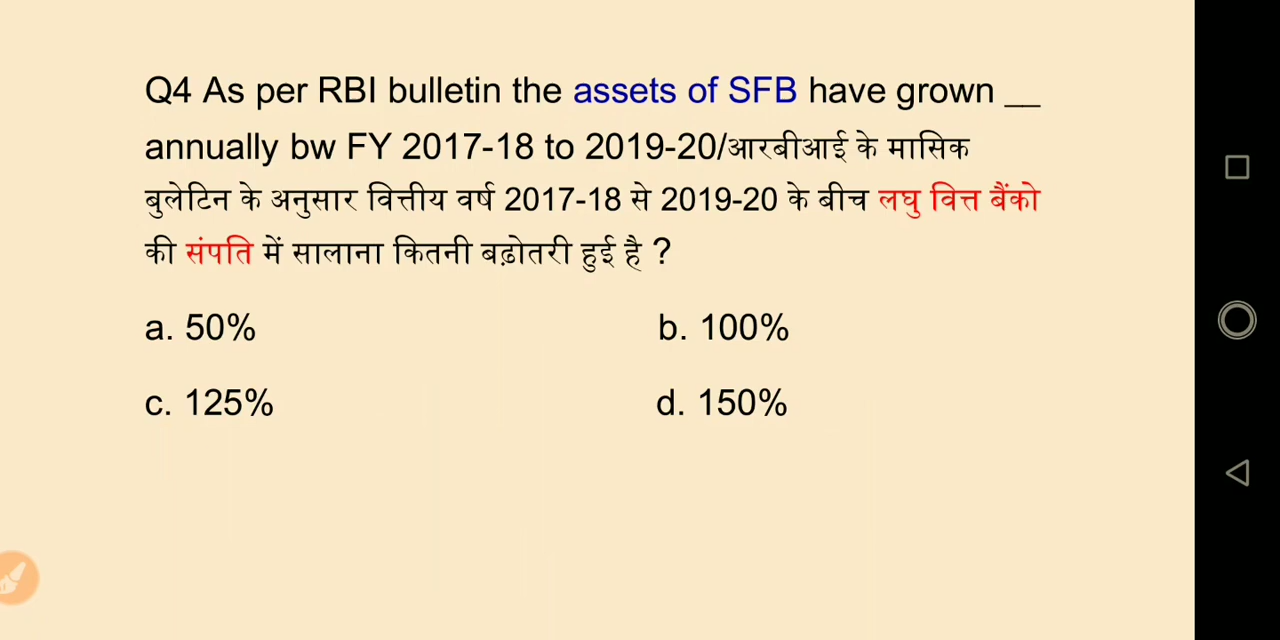 Q4 As per RBI bulletin the assets of SFB have grown __
annually bw FY 2017-18 to 2019-20/आरबीआई के मासिक
बुलेटिन के अनुसार वित्तीय वर्ष 2017-18 से 2019-20 के बीच लघु वित्त बैंको
की संपति में सालाना कितनी बढ़ोतरी हुई है ?
a. 50%
b. 100%
c. 125%
d. 150%